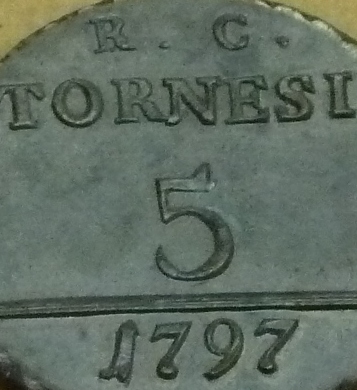 R. C.
TORNESI
5
1797